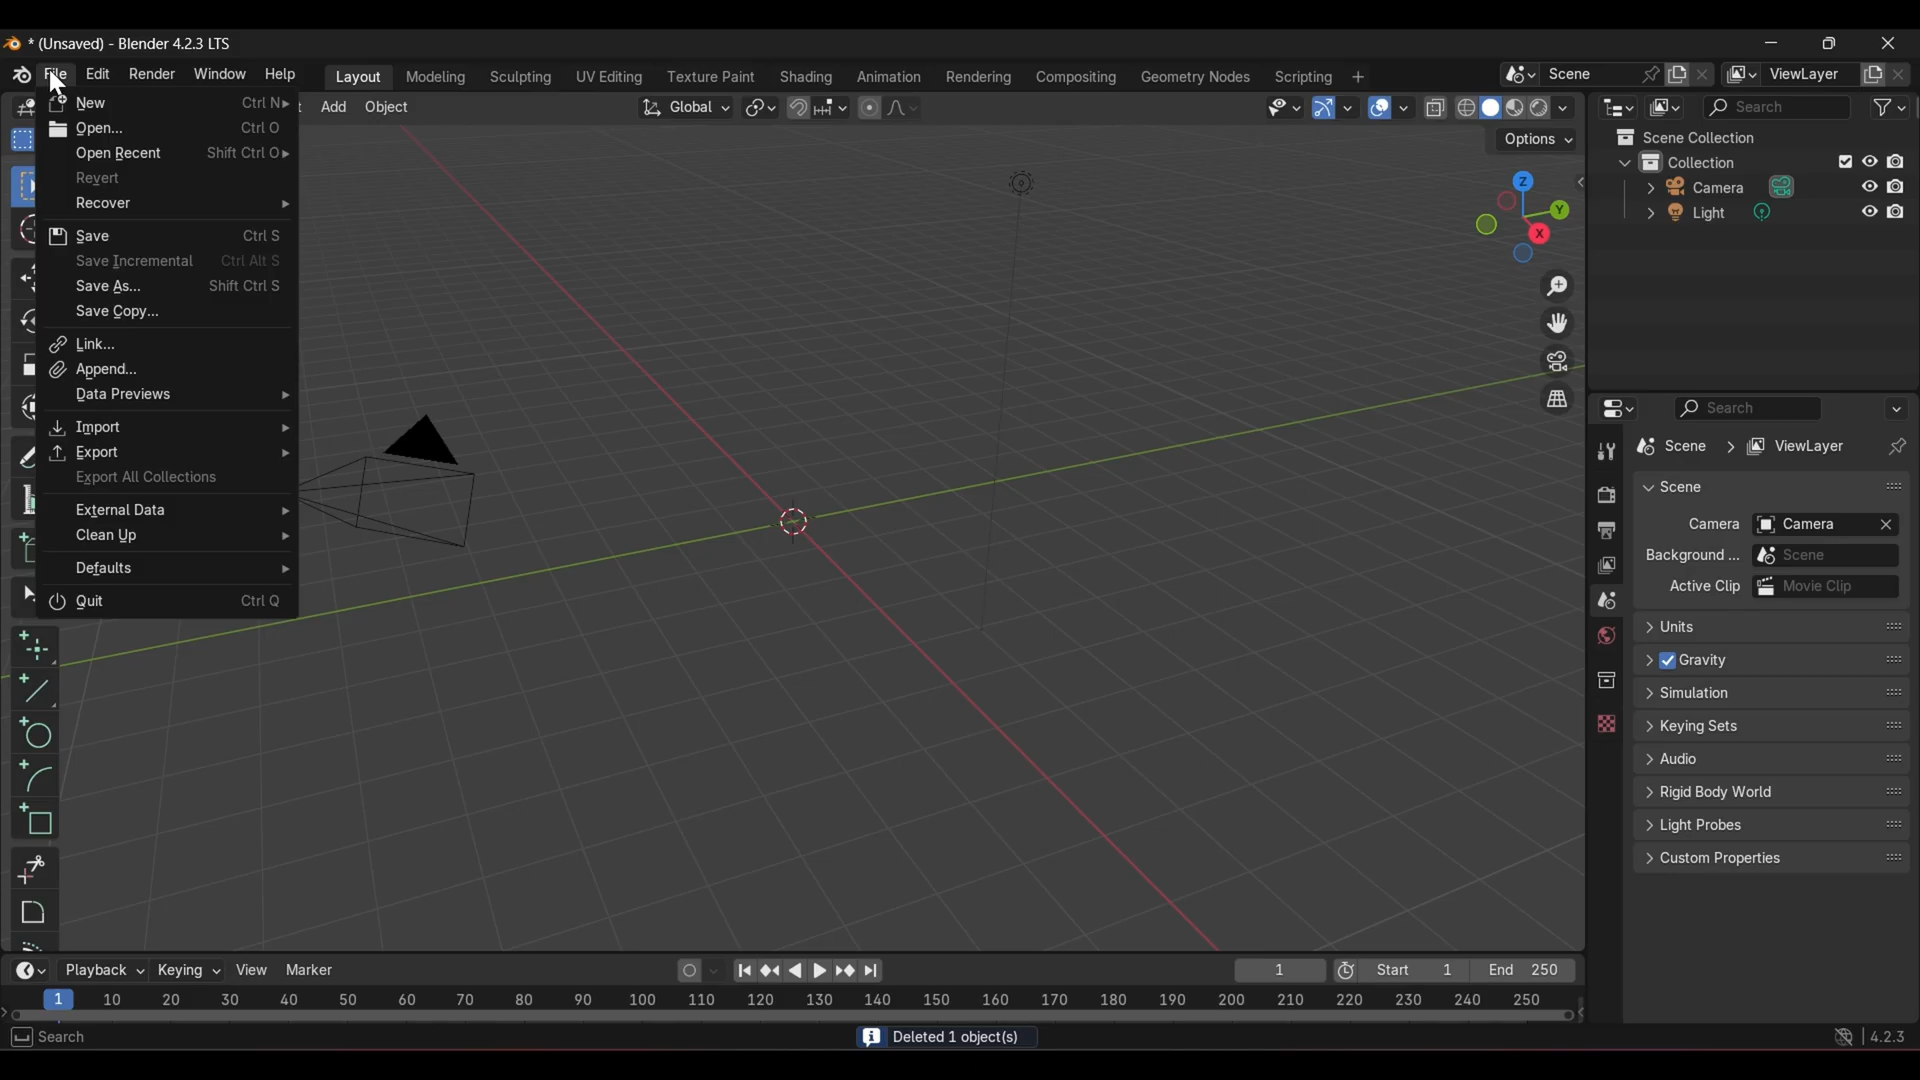 * (Unsaved) - Blender 4.2.3 LTS
File Edit Render Window Help Layout Modeling Sculpting UV Editing Texture Paint Shading Animation Rendering Compositing Geometry Nodes Scripting + Scene ViewLayer
Add Object Global Search
New Ctrl N
Open... Ctrl O
Open Recent Shift Ctrl O
Revert
Recover
Save Ctrl S
Save Incremental Ctrl Alt S
Save As... Shift Ctrl S
Save Copy...
Link...
Append...
Data Previews
Import
Export
Export All Collections
External Data
Clean Up
Defaults
Quit Ctrl Q
Options
Z
Y
X
Scene Collection
Collection
Camera
Light
Search
Scene > ViewLayer
Scene
Camera Camera
Background ... Scene
Active Clip Movie Clip
Units
Gravity
Simulation
Keying Sets
Audio
Rigid Body World
Light Probes
Custom Properties
Playback Keying View Marker 1 Start 1 End 250
1 10 20 30 40 50 60 70 80 90 100 110 120 130 140 150 160 170 180 190 200 210 220 230 240 250
Search Deleted 1 object(s) 4.2.3